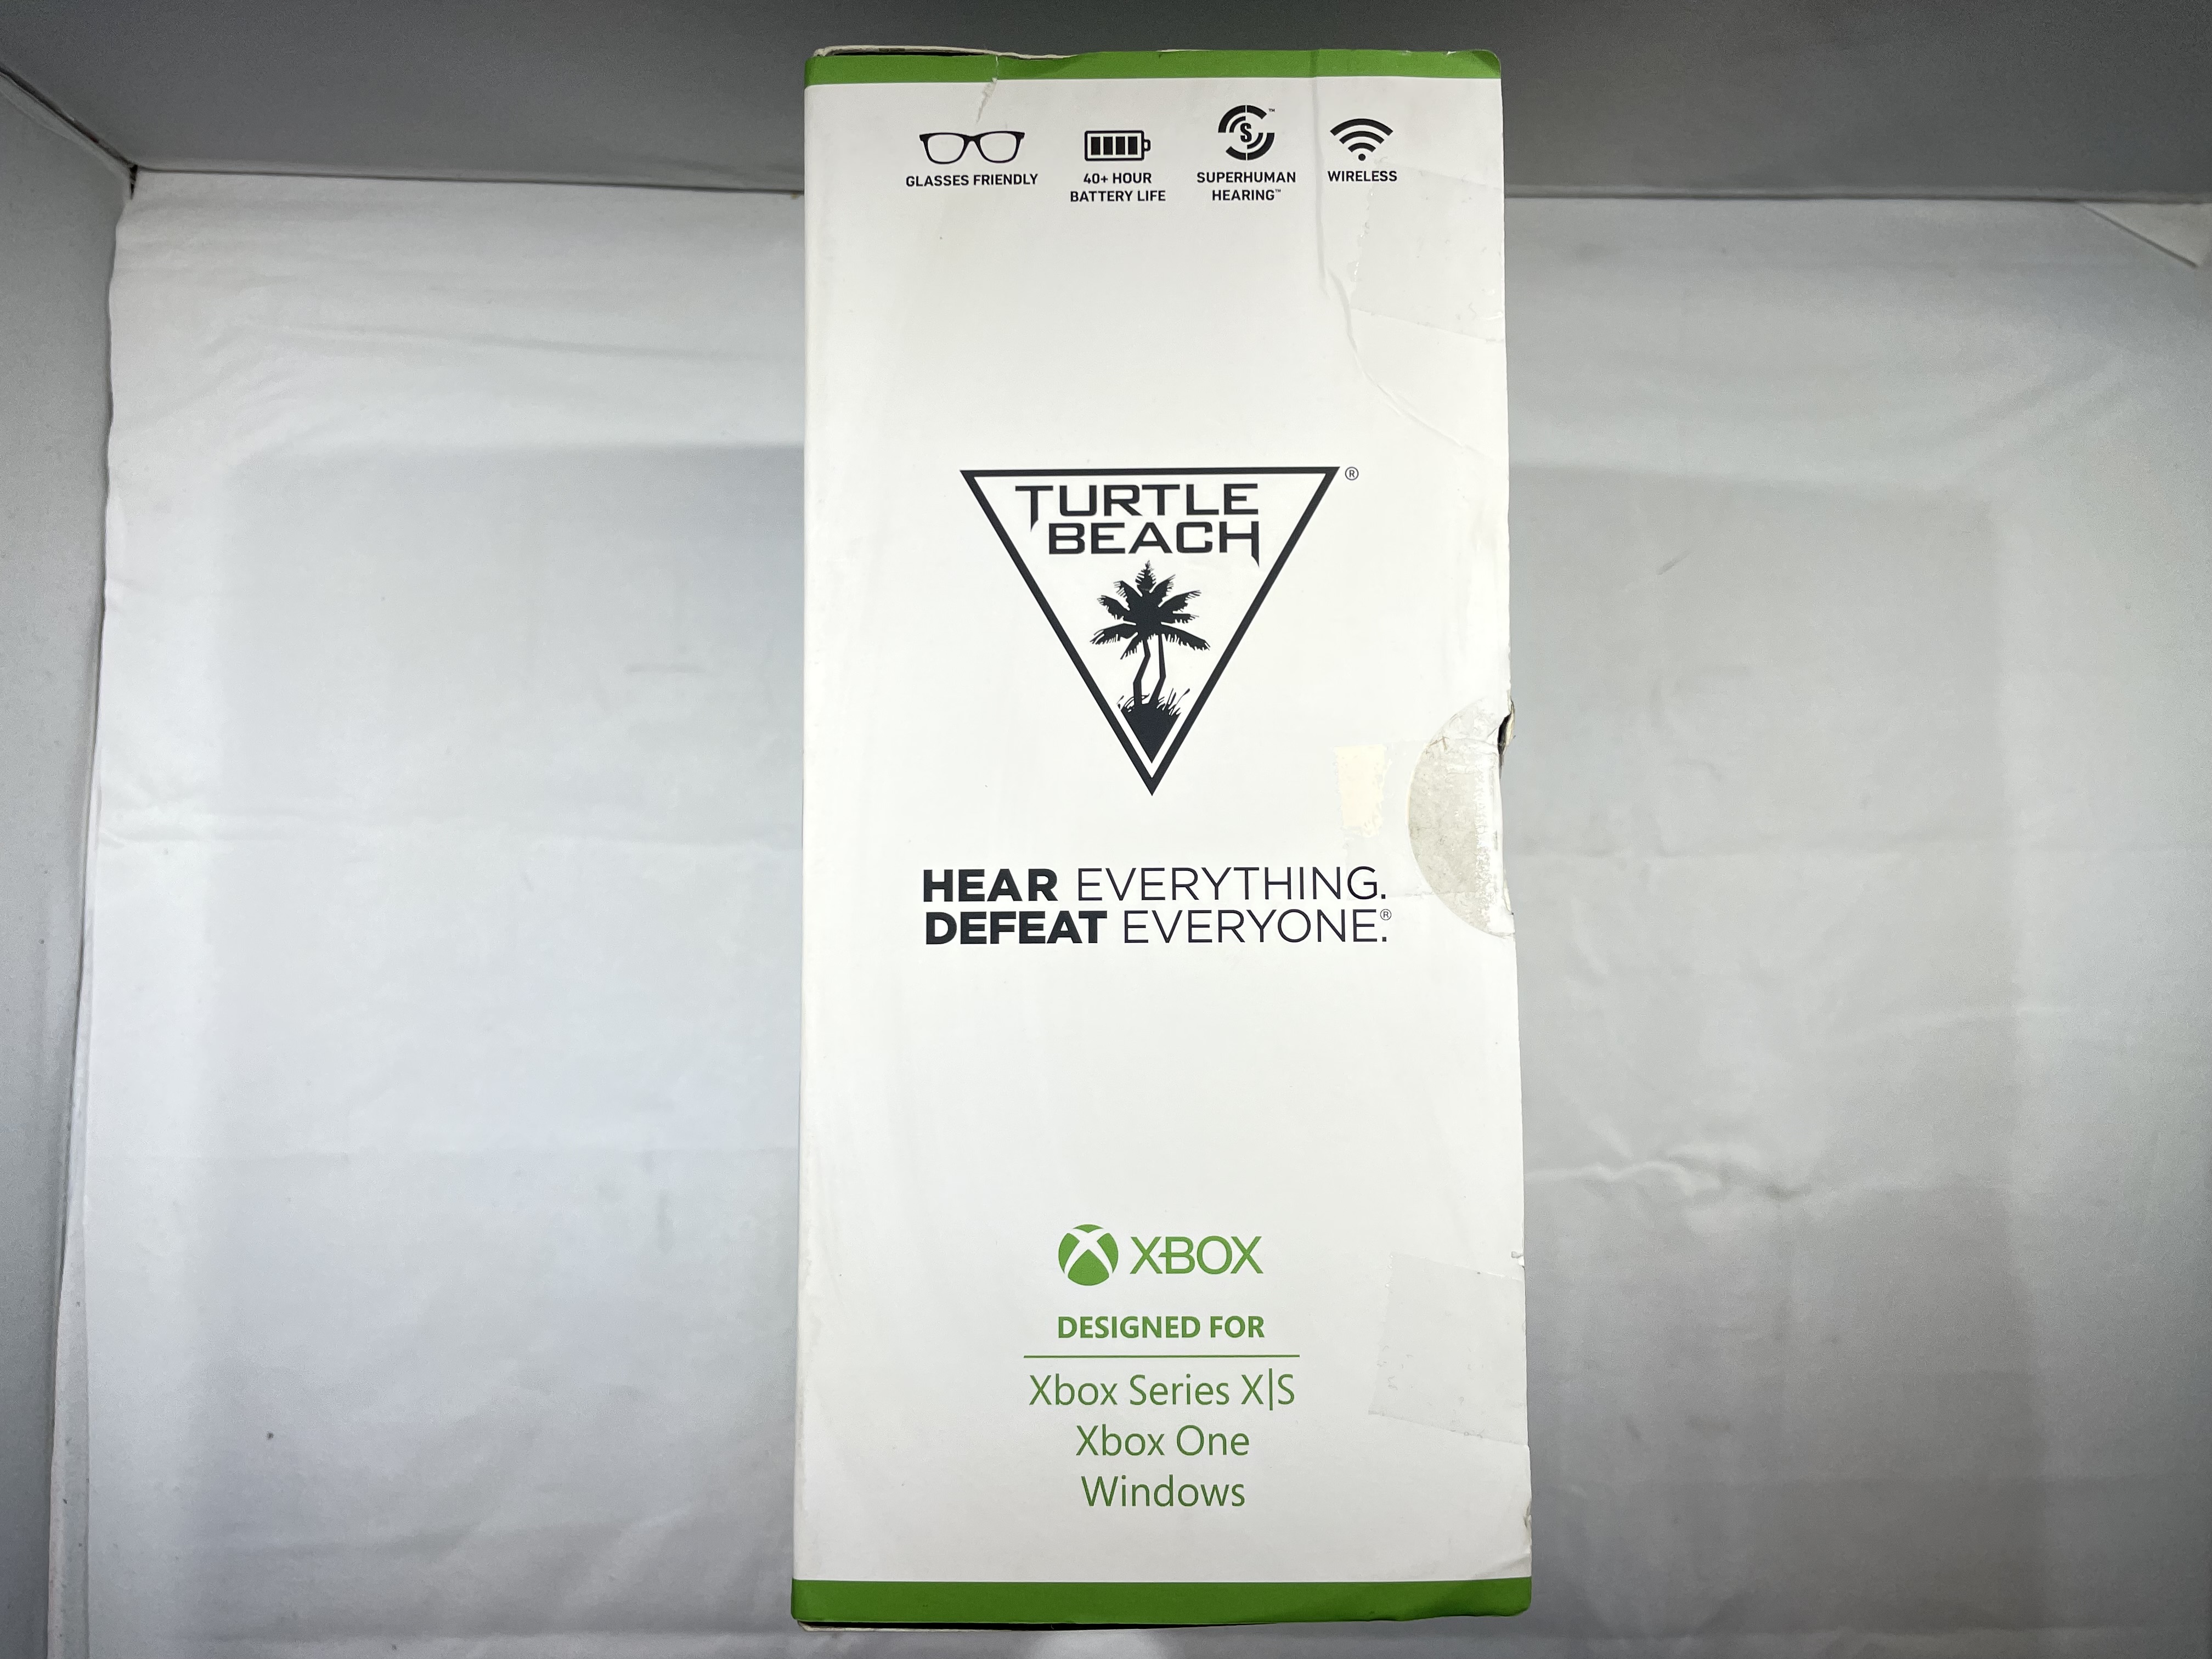 GLASSES FRIENDLY
40+ HOUR
BATTERY LIFE
S™
SUPERHUMAN
HEARING™
WIRELESS
TURTLE
BEACH
®
HEAR EVERYTHING.
DEFEAT EVERYONE.®
XBOX
DESIGNED FOR
Xbox Series X|S
Xbox One
Windows